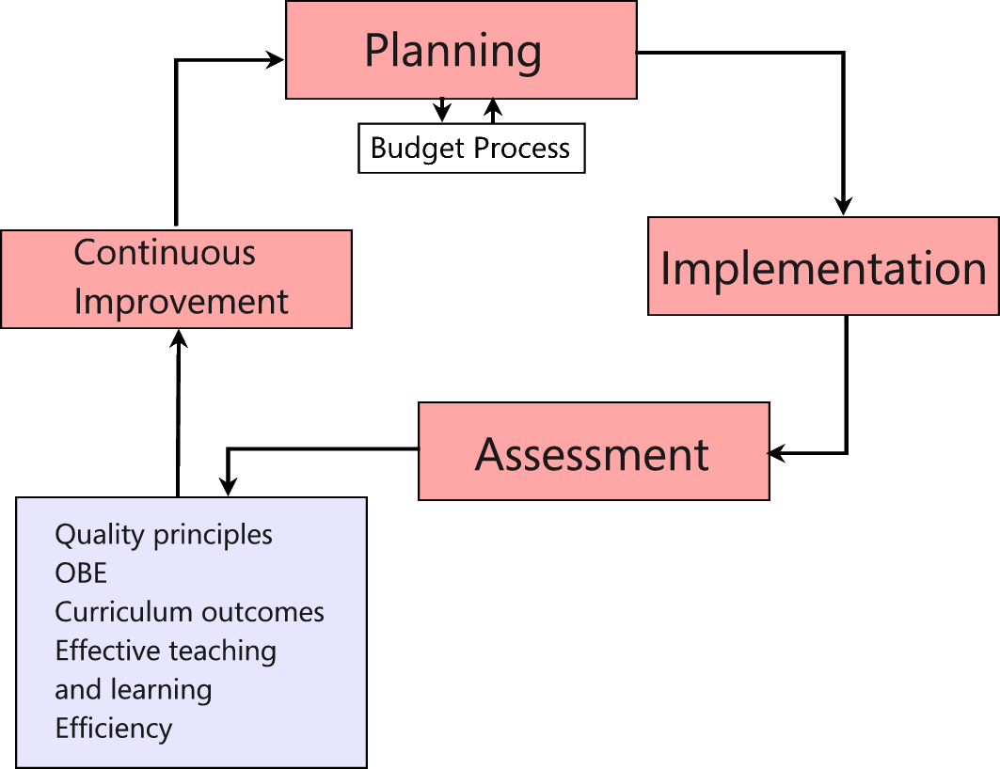 Planning
Budget Process
Continuous
Improvement
Implementation
Assessment
Quality principles
OBE
Curriculum outcomes
Effective teaching
and learning
Efficiency